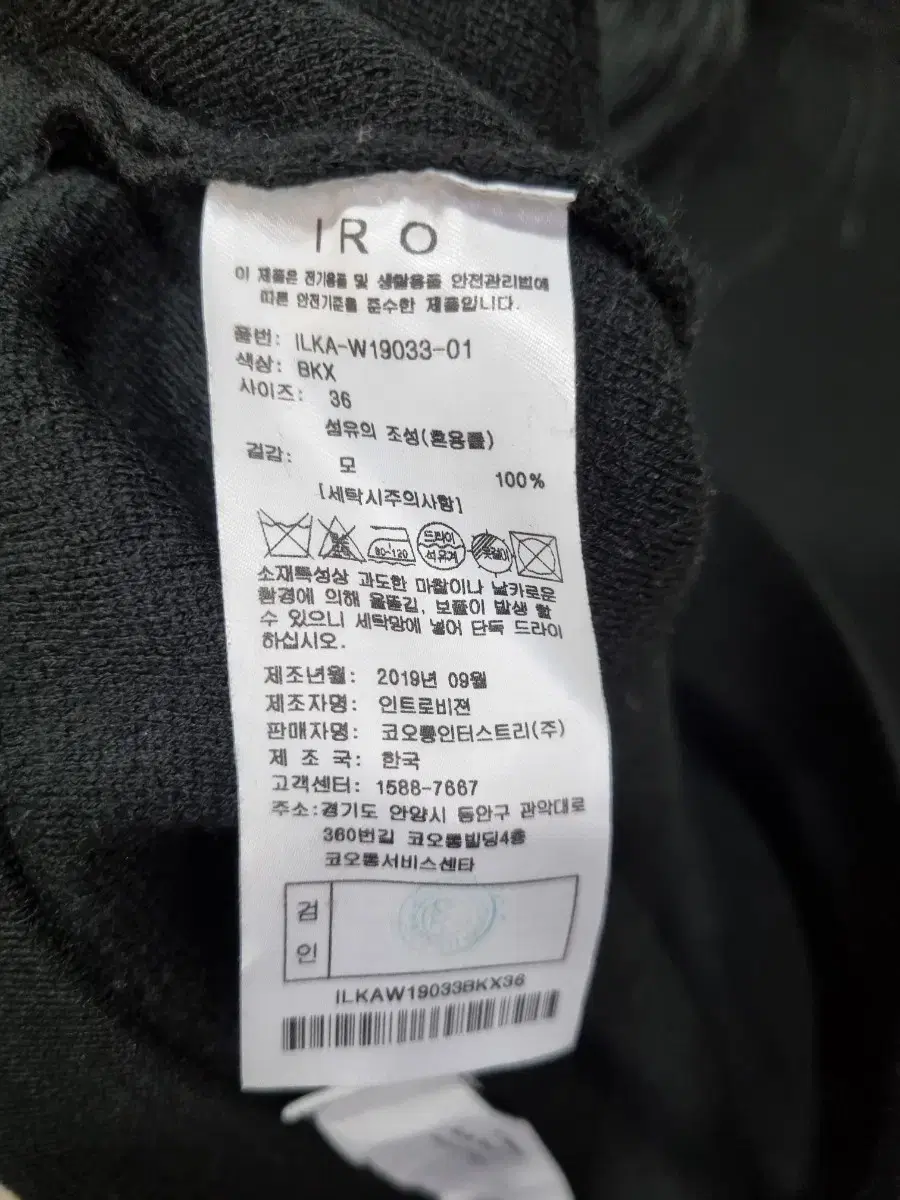 IRO
이 제품은 전기용품 및 생활용품 안전관리법에
따른 안전기준을 준수한 제품입니다.
품번: ILKA-W19033-01
색상: BKX
사이즈: 36
섬유의 조성(혼용률)
겉감: 모 100%
[세탁시주의사항]
80-120 드라이
석유계
소재특성상 과도한 마찰이나 날카로운
환경에 의해 올뜯김, 보풀이 발생 할
수 있으니 세탁망에 넣어 단독 드라이
하십시오.
제조년월: 2019년 09월
제조자명: 인트로비젼
판매자명: 코오롱인더스트리(주)
제 조 국: 한국
고객센터: 1588-7667
주소:경기도 안양시 동안구 관악대로
360번길 코오롱빌딩4층
코오롱서비스센타
검
인
ILKAW19033BKX36